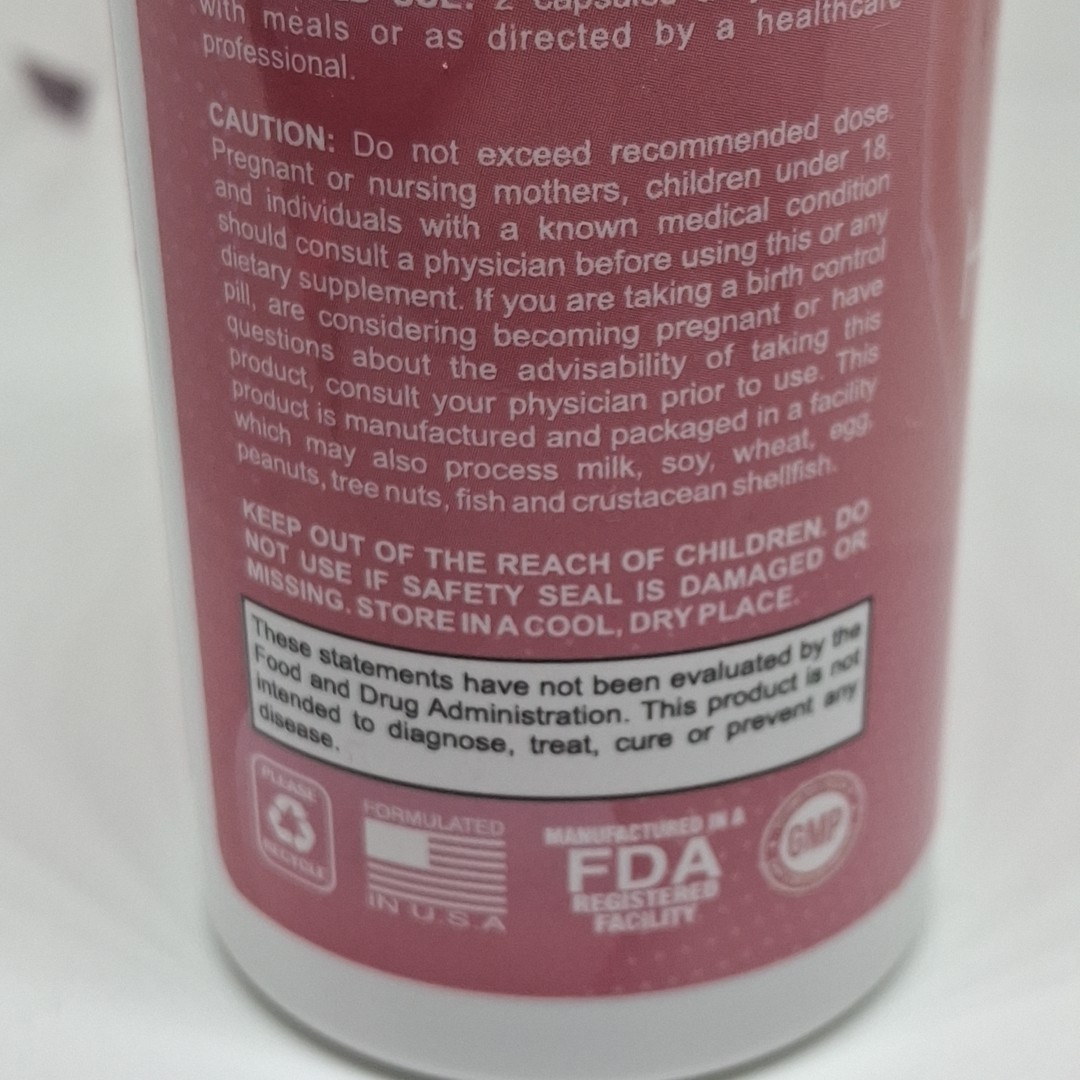 USE: 2 capsules
with meals or as directed by a healthcare
professional.
CAUTION: Do not exceed recommended dose.
Pregnant or nursing mothers, children under 18,
and individuals with a known medical condition
should consult a physician before using this or any
dietary supplement. If you are taking a birth control
pill, are considering becoming pregnant or have
questions about the advisability of taking this
product, consult your physician prior to use. This
product is manufactured and packaged in a facility
which may also process milk, soy, wheat, egg,
peanuts, tree nuts, fish and crustacean shellfish.
KEEP OUT OF THE REACH OF CHILDREN. DO
NOT USE IF SAFETY SEAL IS DAMAGED OR
MISSING. STORE IN A COOL, DRY PLACE.
These statements have not been evaluated by the
Food and Drug Administration. This product is not
intended to diagnose, treat, cure or prevent any
disease.
PLEASE
RECYCLE
FORMULATED
IN U.S.A
MANUFACTURED IN A
FDA
REGISTERED
FACILITY
GMP